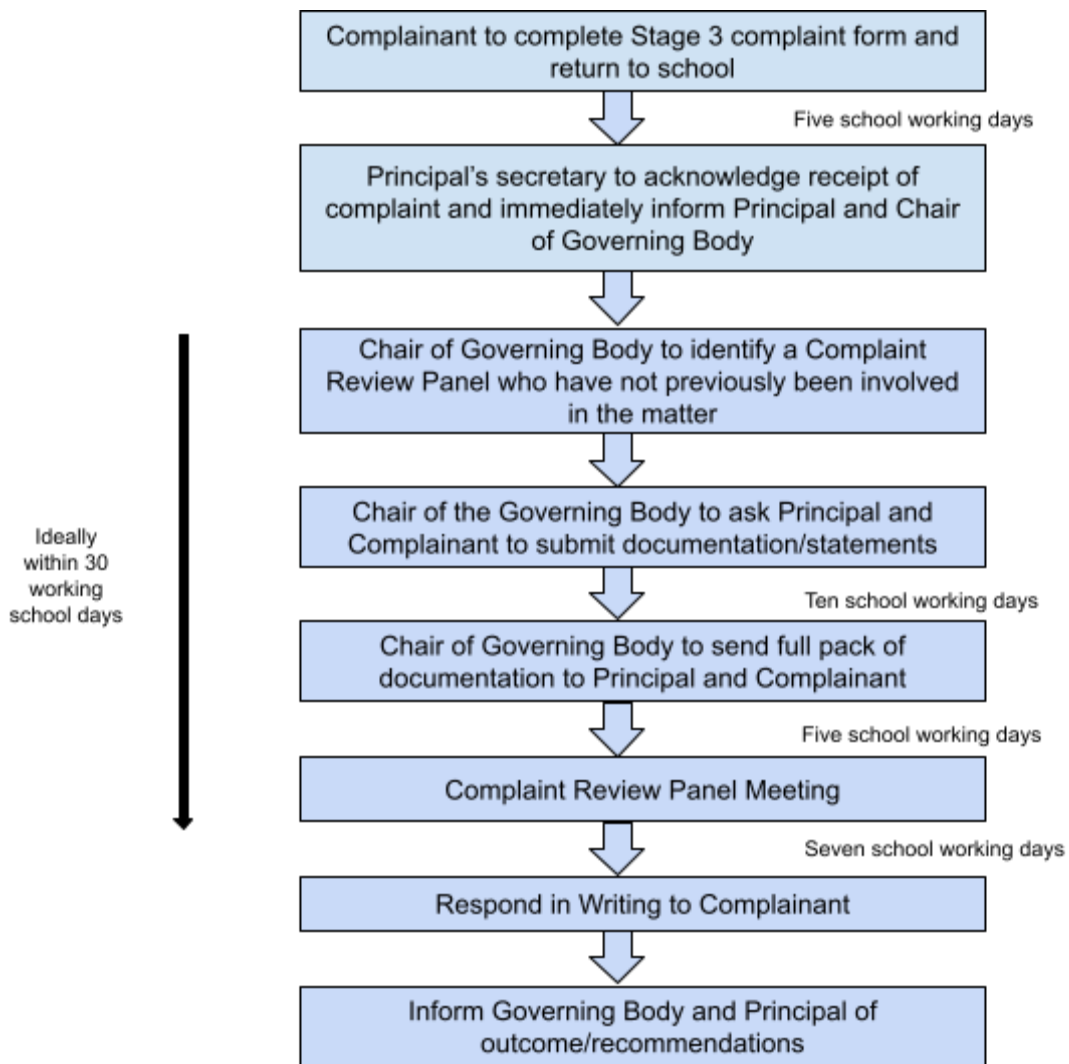 Complainant to complete Stage 3 complaint form and
return to school
Five school working days
Principal's secretary to acknowledge receipt of
complaint and immediately inform Principal and Chair
of Governing Body
Chair of Governing Body to identify a Complaint
Review Panel who have not previously been involved
in the matter
Chair of the Governing Body to ask Principal and
Complainant to submit documentation/statements
Ideally
within 30
working
school days
Ten school working days
Chair of Governing Body to send full pack of
documentation to Principal and Complainant
Five school working days
Complaint Review Panel Meeting
Seven school working days
Respond in Writing to Complainant
Inform Governing Body and Principal of
outcome/recommendations